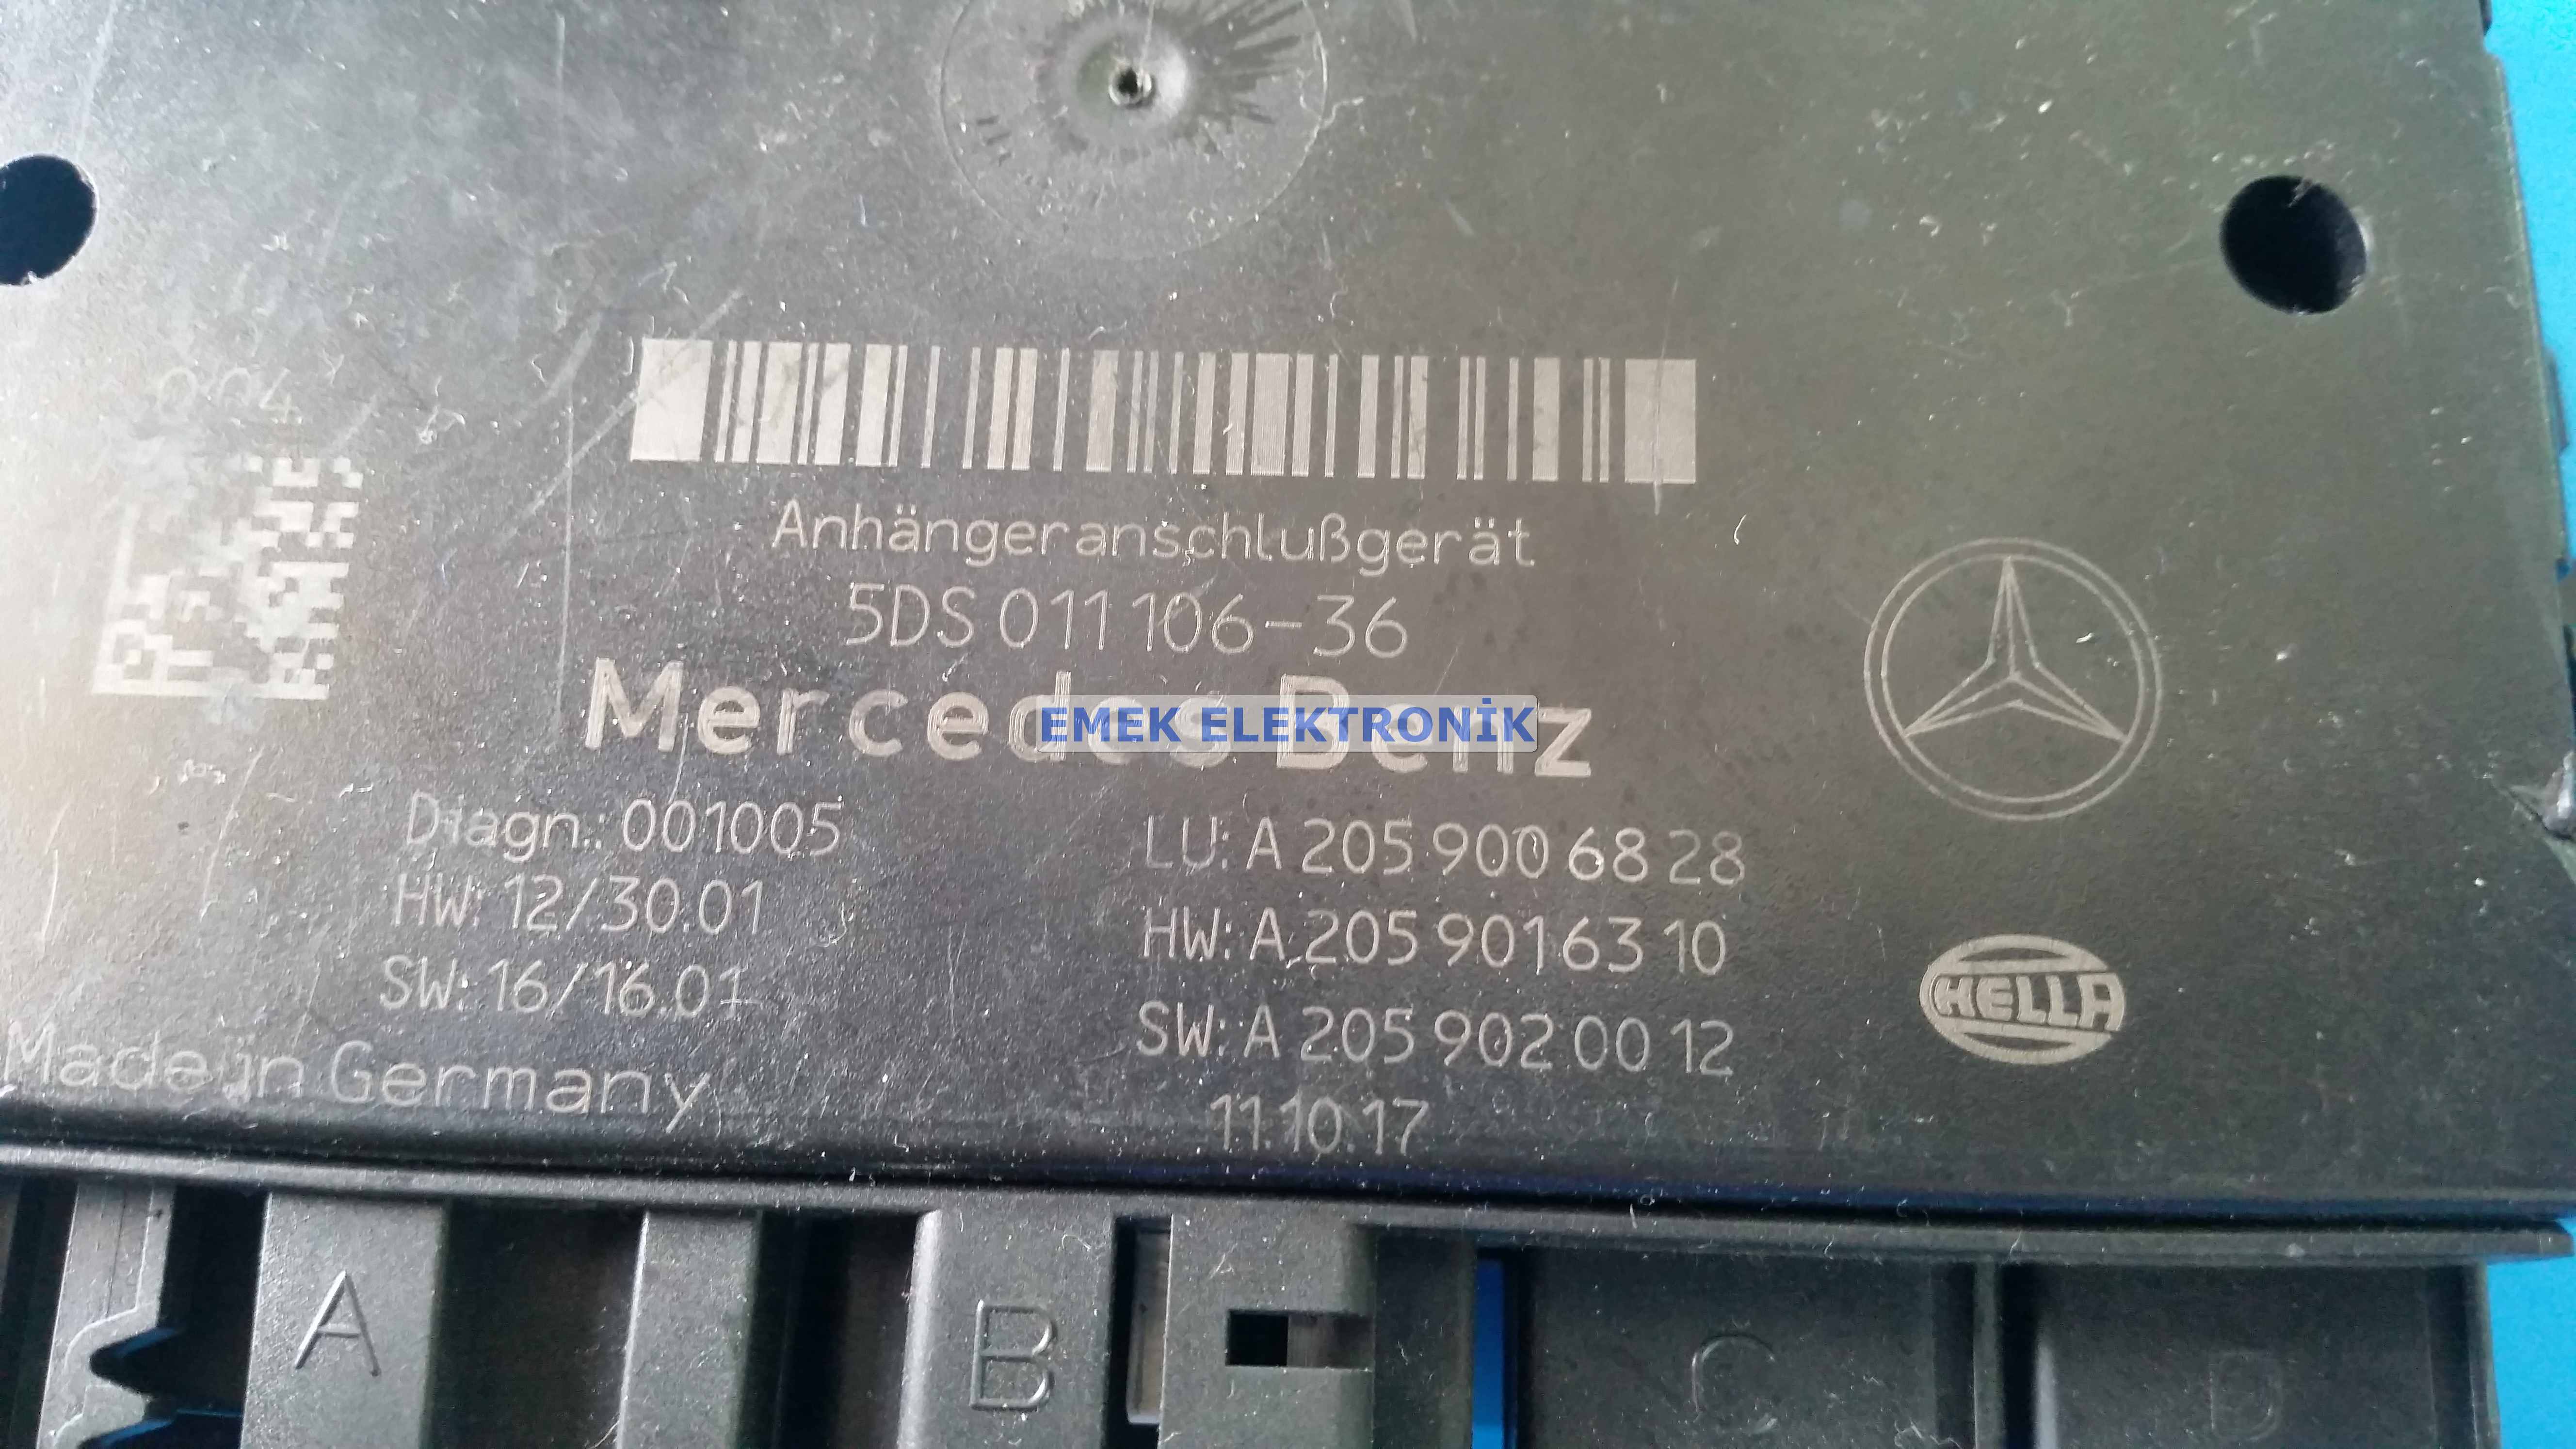 004
Anhängeranschlußgerät
5DS 011 106-36
Mercedes Benz
EMEK ELEKTRONİK
Diagn.: 001005
HW: 12/30.01
SW: 16/16.01
Made in Germany
LU: A 205 900 68 28
HW: A 205 901 63 10
SW: A 205 902 00 12
11.10.17
HELLA
A
B
C
D